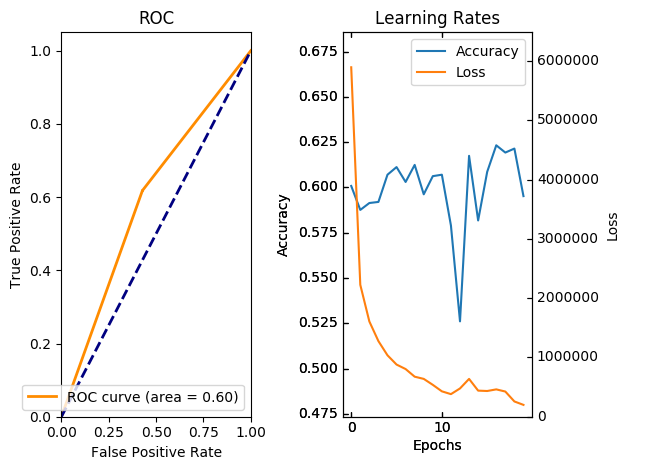 ROC
True Positive Rate
1.0
0.8
0.6
0.4
0.2
0.0
ROC curve (area = 0.60)
0.00 0.25 0.50 0.75 1.00
False Positive Rate
Learning Rates
Accuracy
0.675
0.650
0.625
0.600
0.575
0.550
0.525
0.500
0.475
Accuracy
Loss
6000000
5000000
4000000
3000000
2000000
1000000
0
Loss
0 10
Epochs